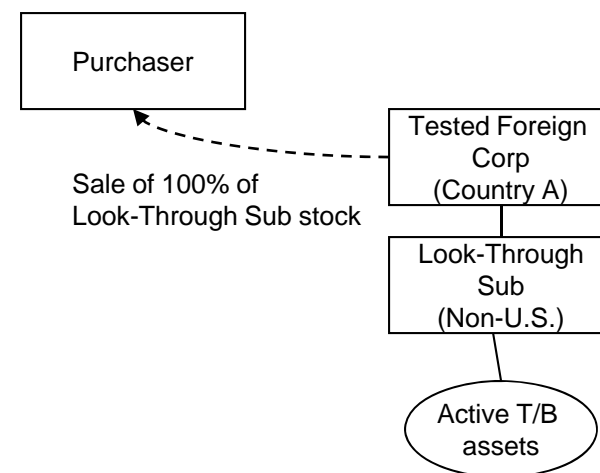 Purchaser
Tested Foreign
Corp
(Country A)
Sale of 100% of
Look-Through Sub stock
Look-Through
Sub
(Non-U.S.)
Active T/B
assets